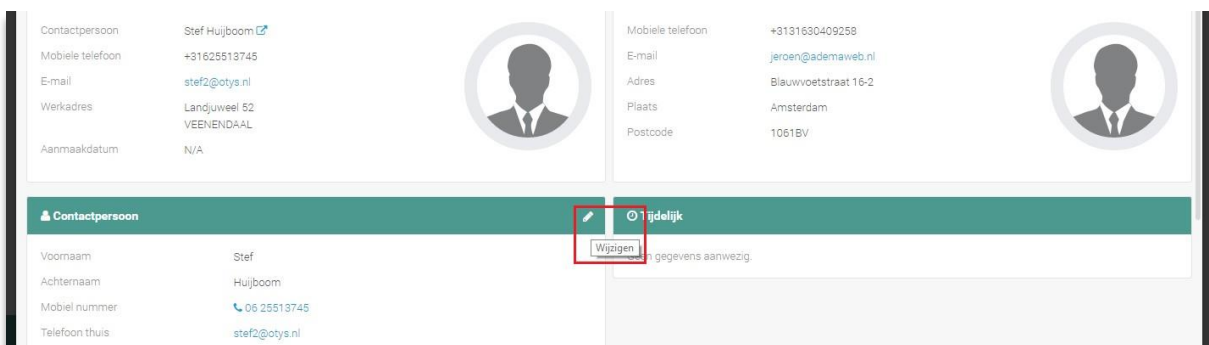 Contactpersoon Stef Huijboom
Mobiele telefoon +31625513745
E-mail stef2@otys.nl
Werkadres Landjuweel 52
VEENENDAAL
Aanmaakdatum N/A
Mobiele telefoon +3131630409258
E-mail jeroen@ademaweb.nl
Adres Blauwvoetstraat 16-2
Plaats Amsterdam
Postcode 1061BV
Contactpersoon
Wijzigen
Voornaam Stef
Achternaam Huijboom
Mobiel nummer 06 25513745
Telefoon thuis stef2@otys.nl
Tijdelijk
Geen gegevens aanwezig.